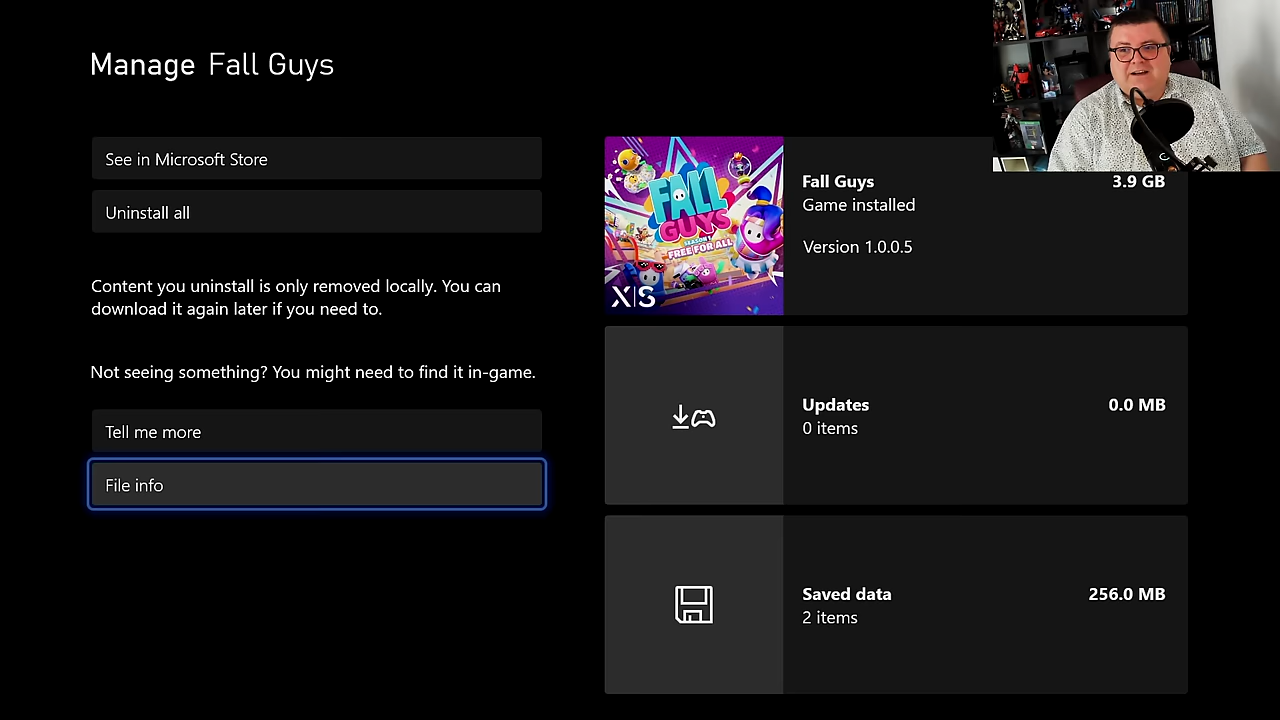 Manage Fall Guys
See in Microsoft Store
Uninstall all
Content you uninstall is only removed locally. You can
download it again later if you need to.
Not seeing something? You might need to find it in-game.
Tell me more
File info
FALL
GUYS
SEASON 1
FREE FOR ALL
X|S
Fall Guys
3.9 GB
Game installed
Version 1.0.0.5
Updates
0.0 MB
0 items
Saved data
256.0 MB
2 items